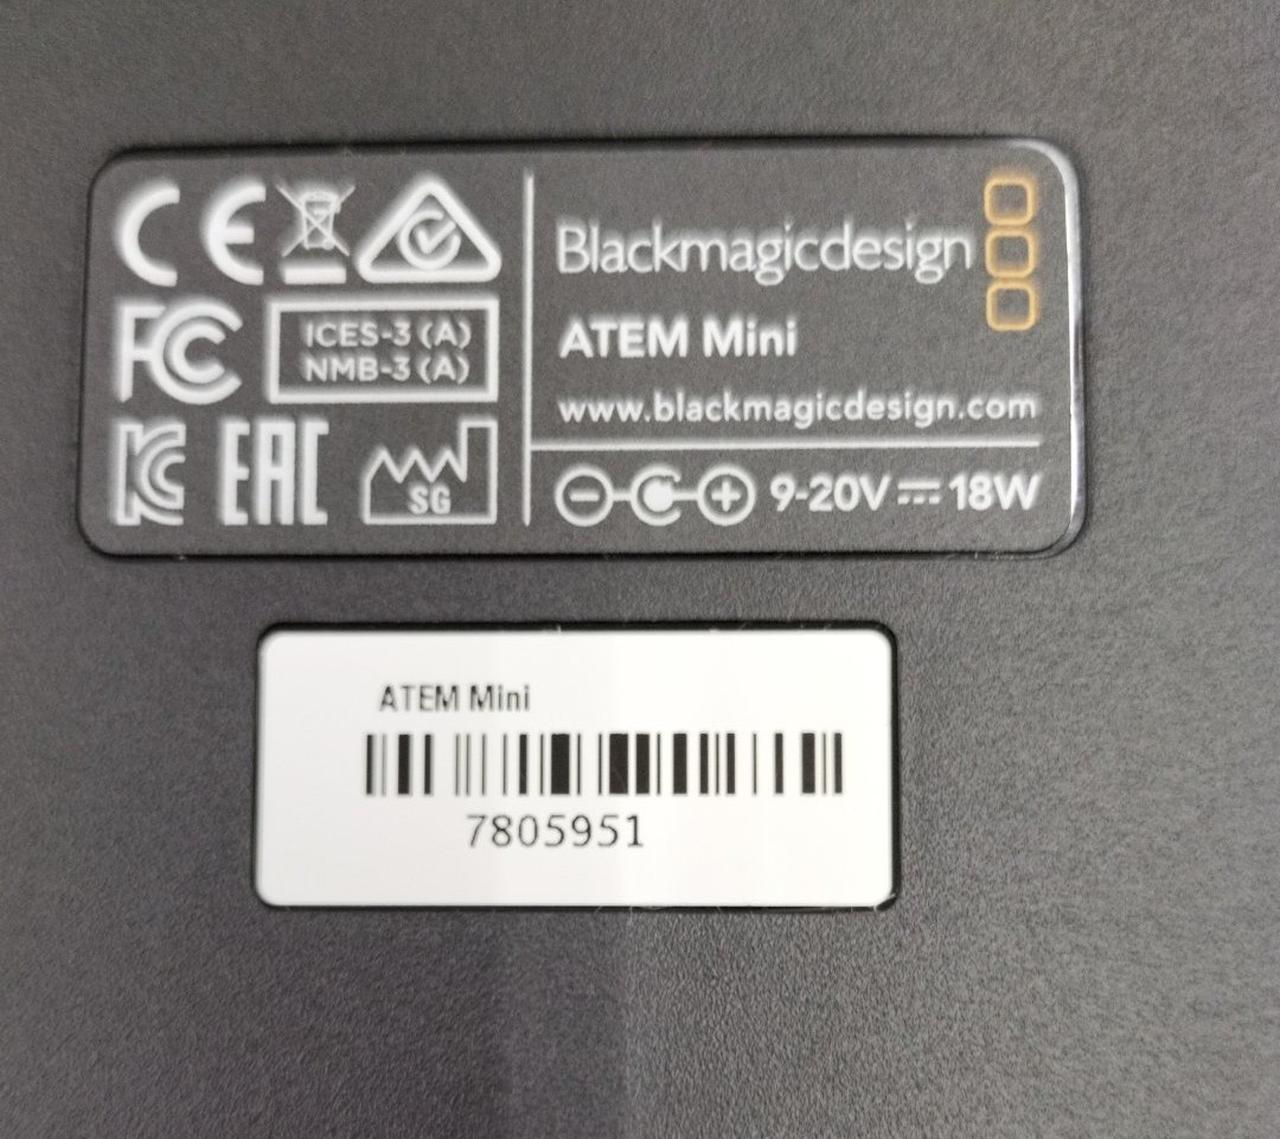 CE
FC
ICES-3 (A)
NMB-3 (A)
EAC
SG
Blackmagicdesign
ATEM Mini
www.blackmagicdesign.com
9-20V ⎓ 18W
ATEM Mini
7805951